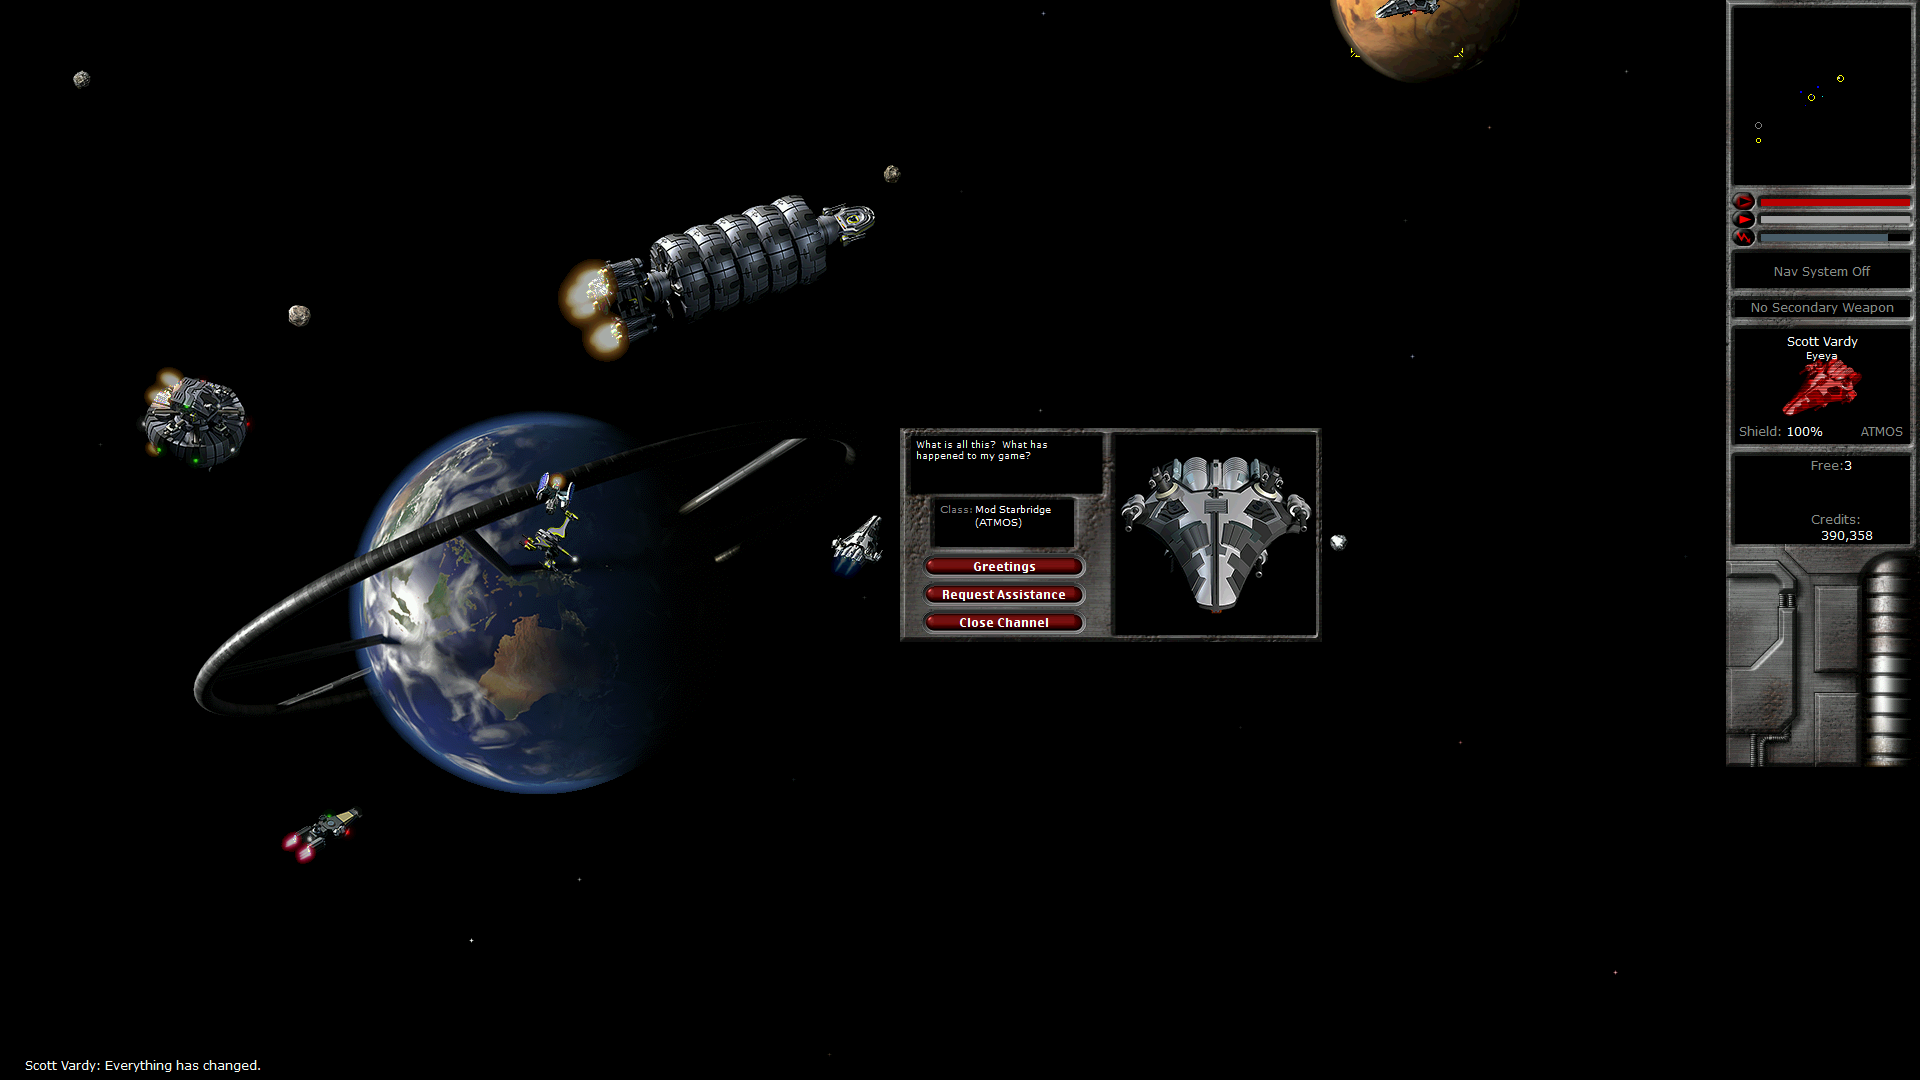 What is all this?  What has
happened to my game?
Class: Mod Starbridge
(ATMOS)
Greetings
Request Assistance
Close Channel
Nav System Off
No Secondary Weapon
Scott Vardy
Eyeya
Shield: 100% ATMOS
Free:3
Credits:
390,358
Scott Vardy: Everything has changed.